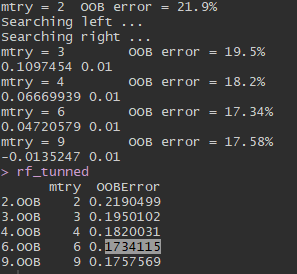 mtry = 2  OOB error = 21.9%
Searching left ...
Searching right ...
mtry = 3        OOB error = 19.5%
0.1097454 0.01
mtry = 4        OOB error = 18.2%
0.06669939 0.01
mtry = 6        OOB error = 17.34%
0.04720579 0.01
mtry = 9        OOB error = 17.58%
-0.0135247 0.01
> rf_tunned
      mtry  OOBError
2.OOB    2 0.2190499
3.OOB    3 0.1950102
4.OOB    4 0.1820031
6.OOB    6 0.1734115
9.OOB    9 0.1757569